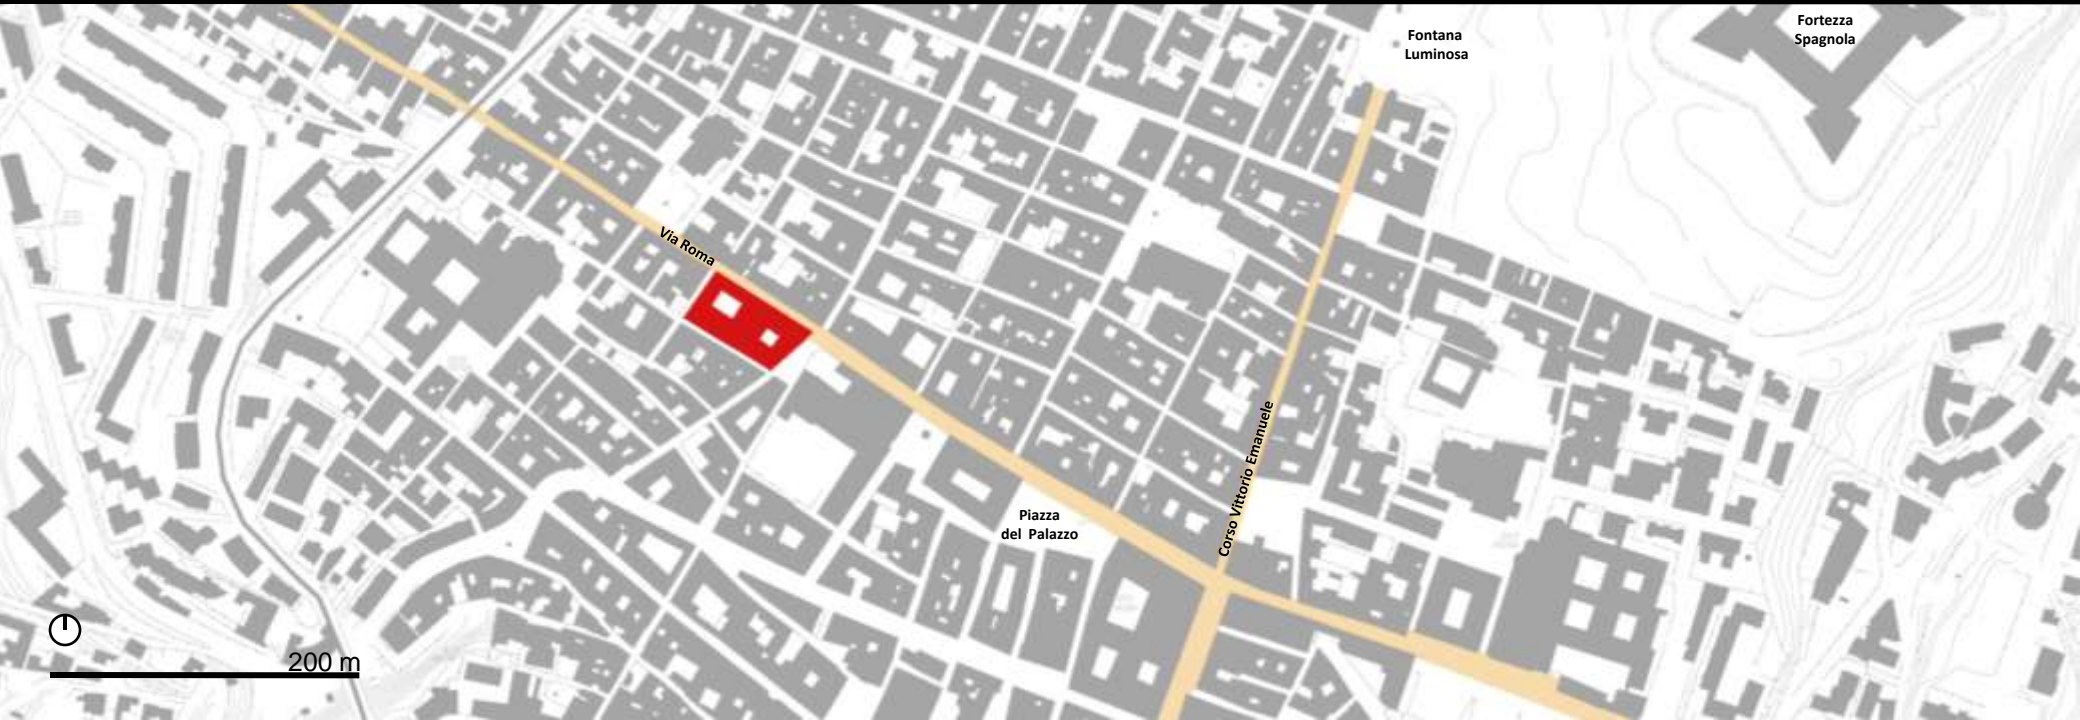 Fontana
Luminosa
Fortezza
Spagnola
Via Roma
Corso Vittorio Emanuele
Piazza
del Palazzo
200 m